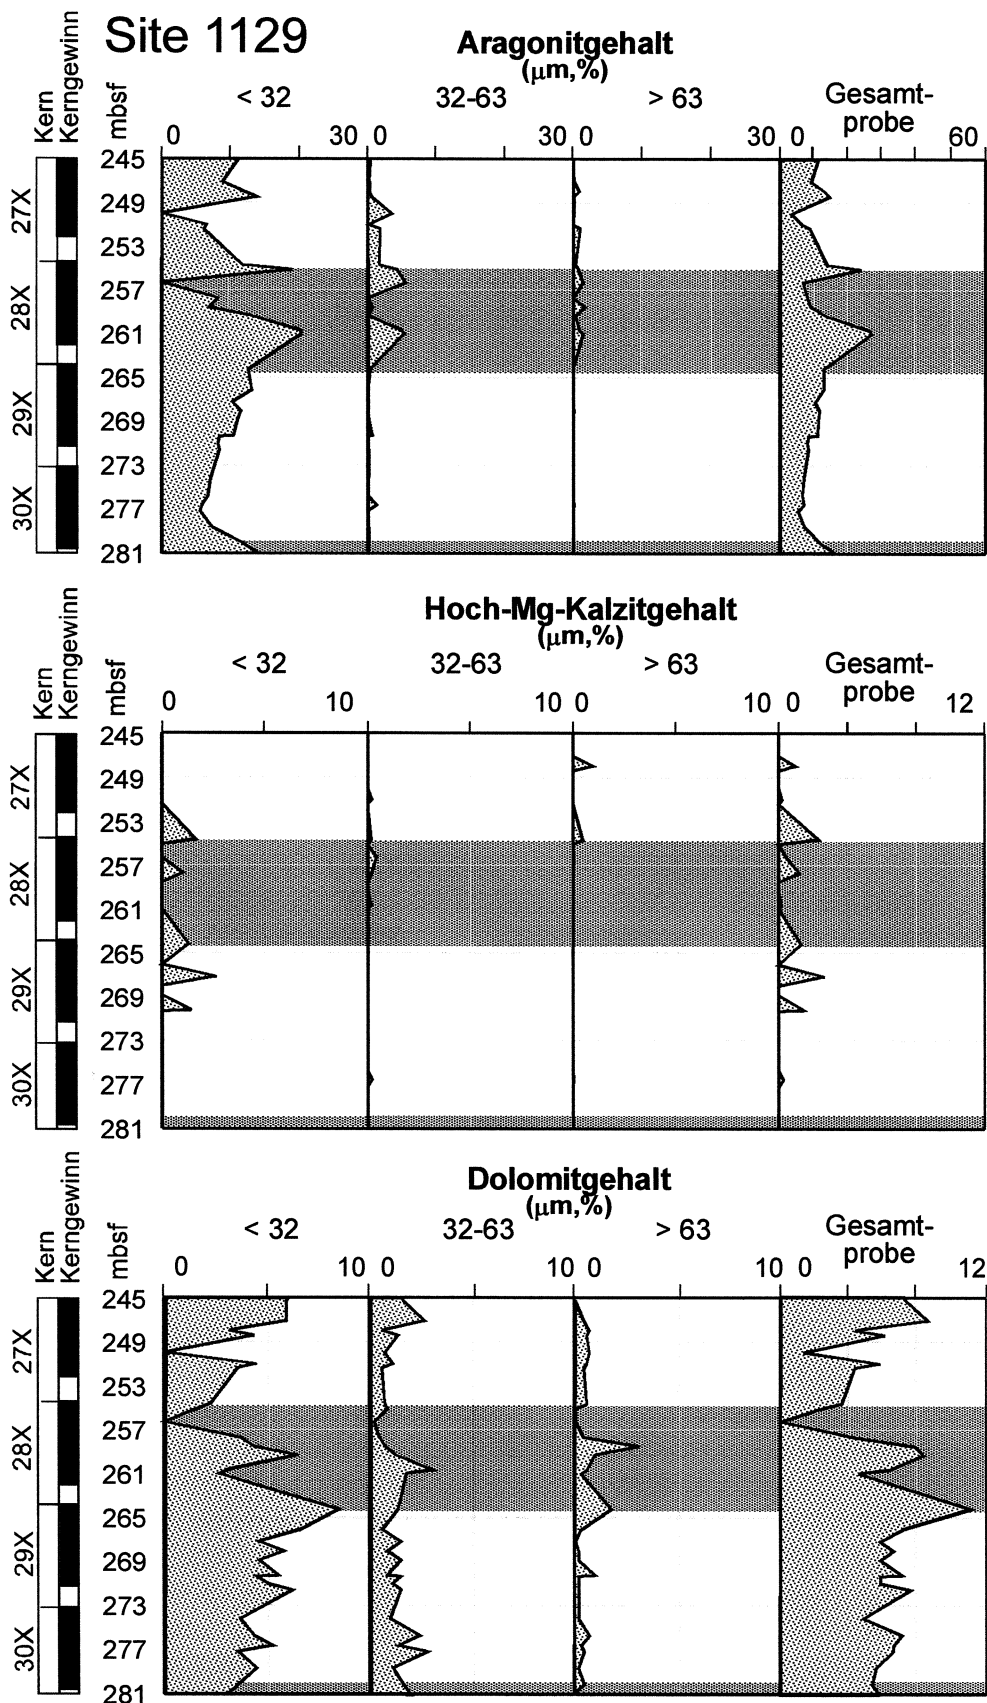 Site 1129
Aragonitgehalt
(μm,%)
Kern
Kerngewinn
mbsf
< 32
32-63
> 63
Gesamt-
probe
0 30 0 30 0 30 0 60
245
249
253
257
261
265
269
273
277
281
27X
28X
29X
30X
Hoch-Mg-Kalzitgehalt
(μm,%)
Kern
Kerngewinn
mbsf
< 32
32-63
> 63
Gesamt-
probe
0 10 10 0 10 0 12
245
249
253
257
261
265
269
273
277
281
27X
28X
29X
30X
Dolomitgehalt
(μm,%)
Kern
Kerngewinn
mbsf
< 32
32-63
> 63
Gesamt-
probe
0 10 0 10 0 10 0 12
245
249
253
257
261
265
269
273
277
281
27X
28X
29X
30X